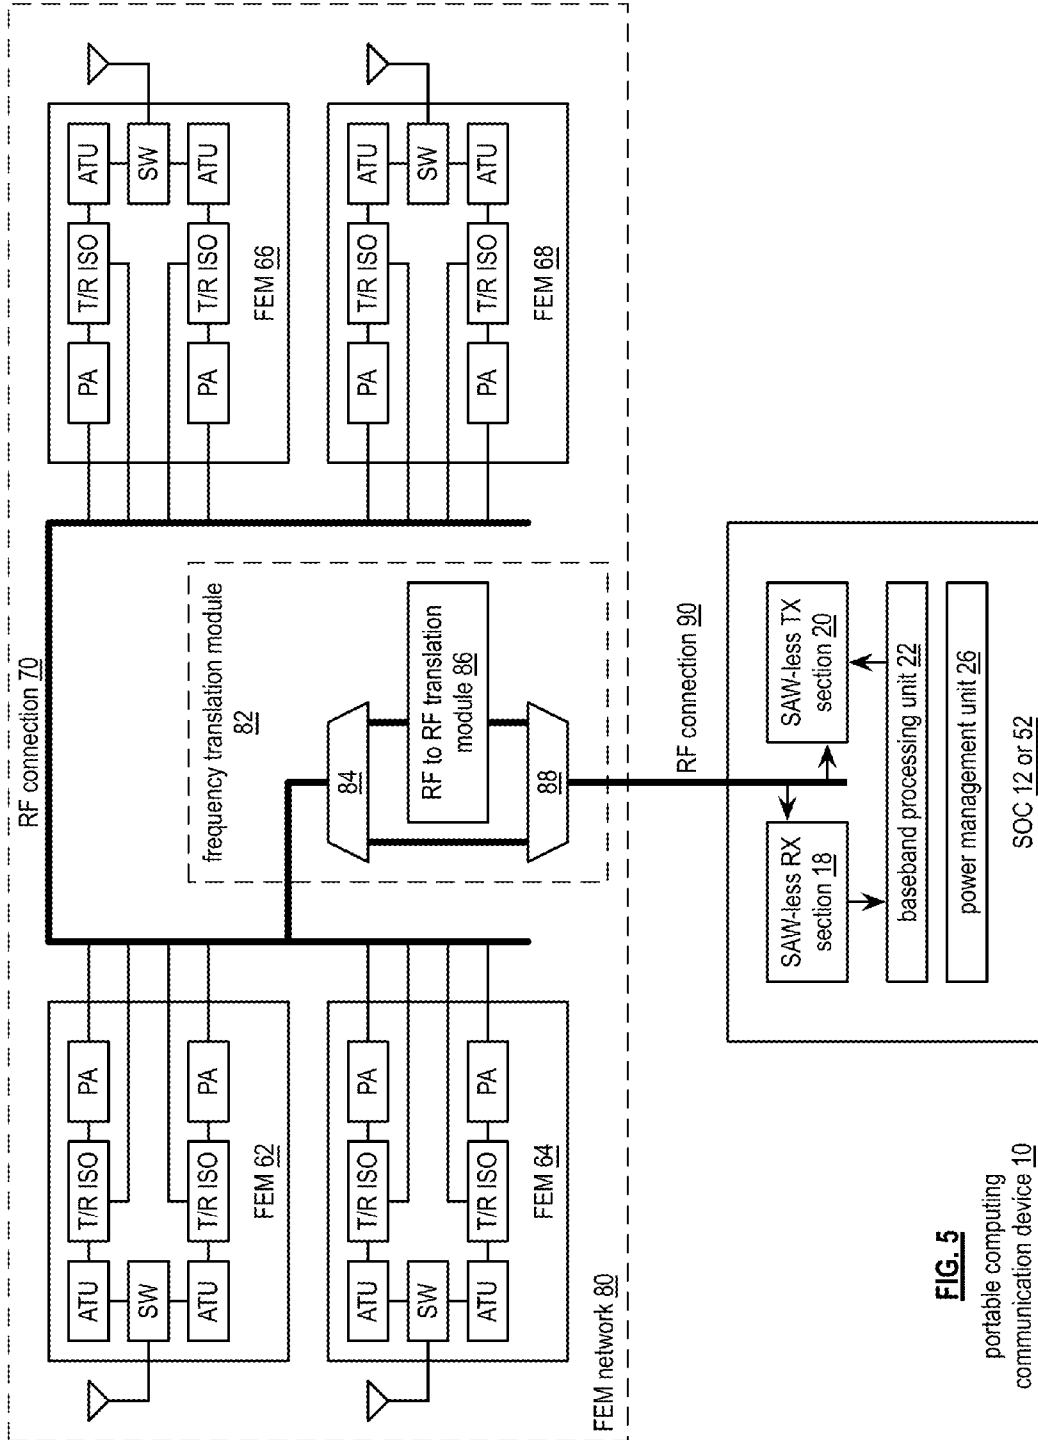 RF connection 70
ATU
T/R ISO
PA
SW
ATU
T/R ISO
PA
FEM 62
PA
T/R ISO
ATU
SW
PA
T/R ISO
ATU
FEM 66
frequency translation module
82
84
RF to RF translation
module 86
88
ATU
T/R ISO
PA
SW
ATU
T/R ISO
PA
FEM 64
PA
T/R ISO
ATU
SW
PA
T/R ISO
ATU
FEM 68
FEM network 80
RF connection 90
SAW-less RX
section 18
SAW-less TX
section 20
baseband processing unit 22
power management unit 26
SOC 12 or 52
FIG. 5
portable computing
communication device 10